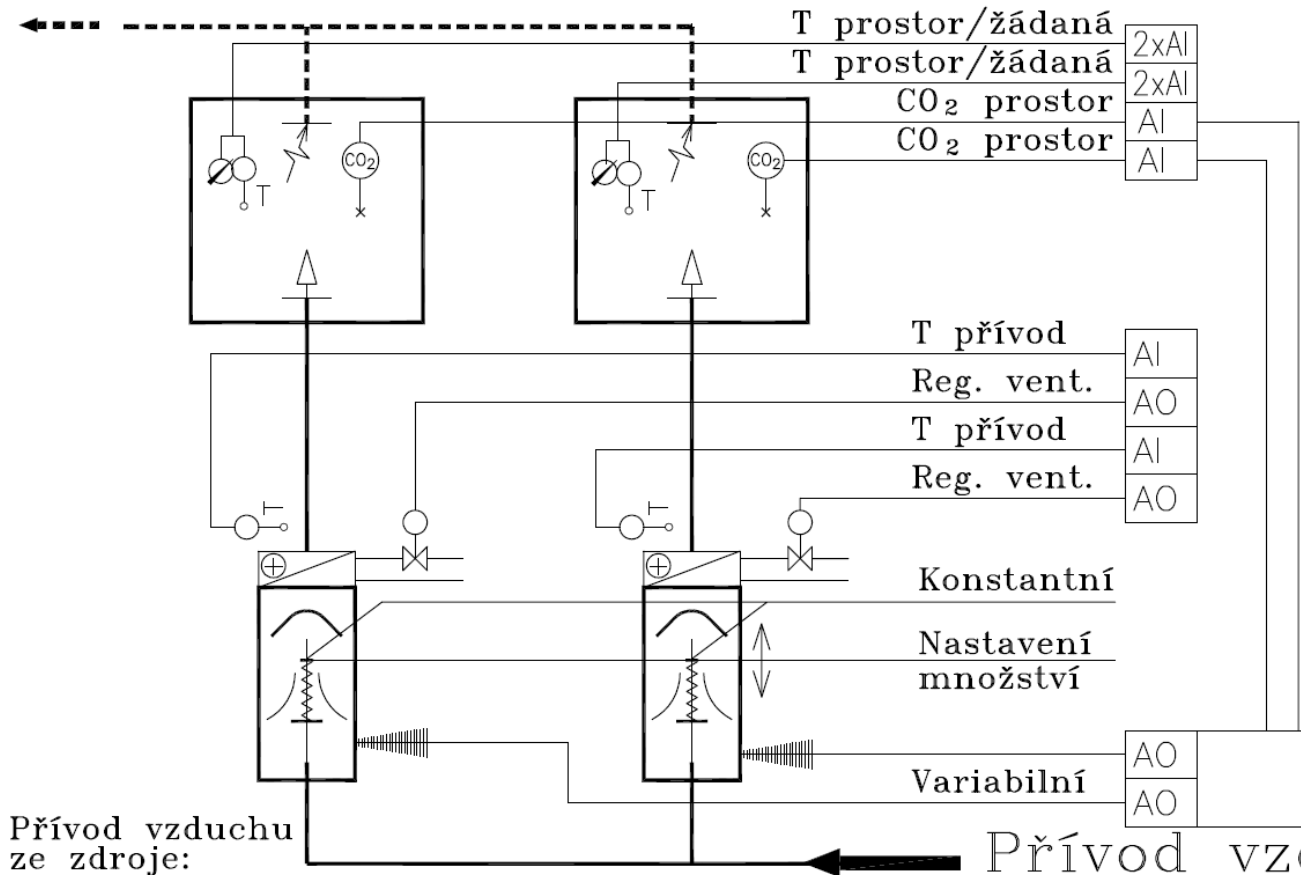 T prostor/žádaná
2xAI
T prostor/žádaná
2xAI
CO₂ prostor
AI
CO₂ prostor
AI
CO₂
CO₂
T
T
T přívod
AI
Reg. vent.
AO
T přívod
AI
Reg. vent.
AO
T
T
Konstantní
Nastavení
množství
AO
Variabilní
AO
Přívod vzduchu
ze zdroje:
Přívod